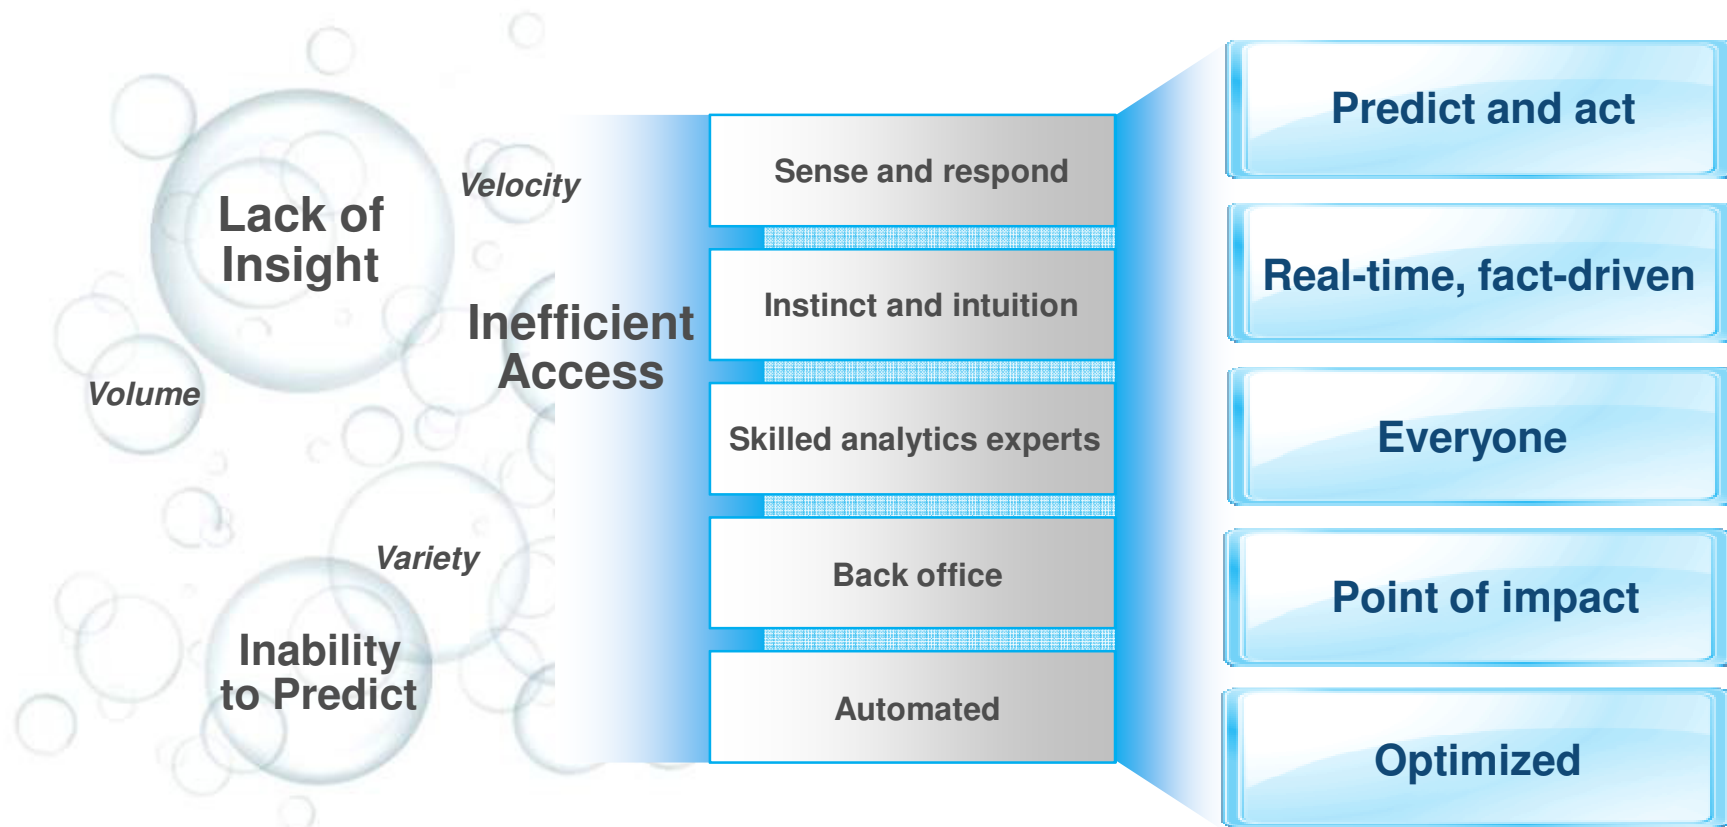 Lack of
Insight
Velocity
Inefficient
Access
Volume
Variety
Inability
to Predict
Sense and respond
Instinct and intuition
Skilled analytics experts
Back office
Automated
Predict and act
Real-time, fact-driven
Everyone
Point of impact
Optimized